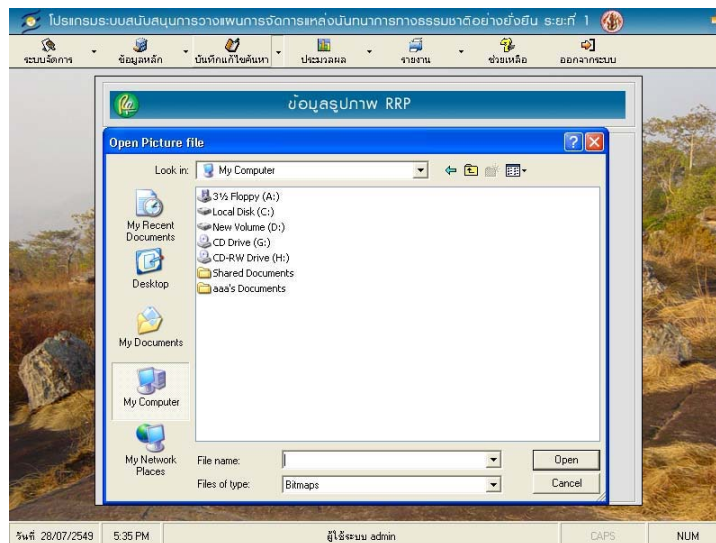 โปรแกรมระบบสนับสนุนการวางแผนการจัดการแหล่งนันทนาการทางธรรมชาติอย่างยั่งยืน ระยะที่ 1
ระบบจัดการ ข้อมูลหลัก บันทึกแก้ไขค้นหา ประมวลผล รายงาน ช่วยเหลือ ออกจากระบบ
ข้อมูลรูปภาพ RRP
Open Picture file
Look in: My Computer
3½ Floppy (A:)
Local Disk (C:)
New Volume (D:)
CD Drive (G:)
CD-RW Drive (H:)
Shared Documents
aaa's Documents
My Recent
Documents
Desktop
My Documents
My Computer
My Network
Places
File name: Open
Files of type: Bitmaps Cancel
วันที่ 28/07/2549 5:35 PM ผู้ใช้ระบบ admin CAPS NUM